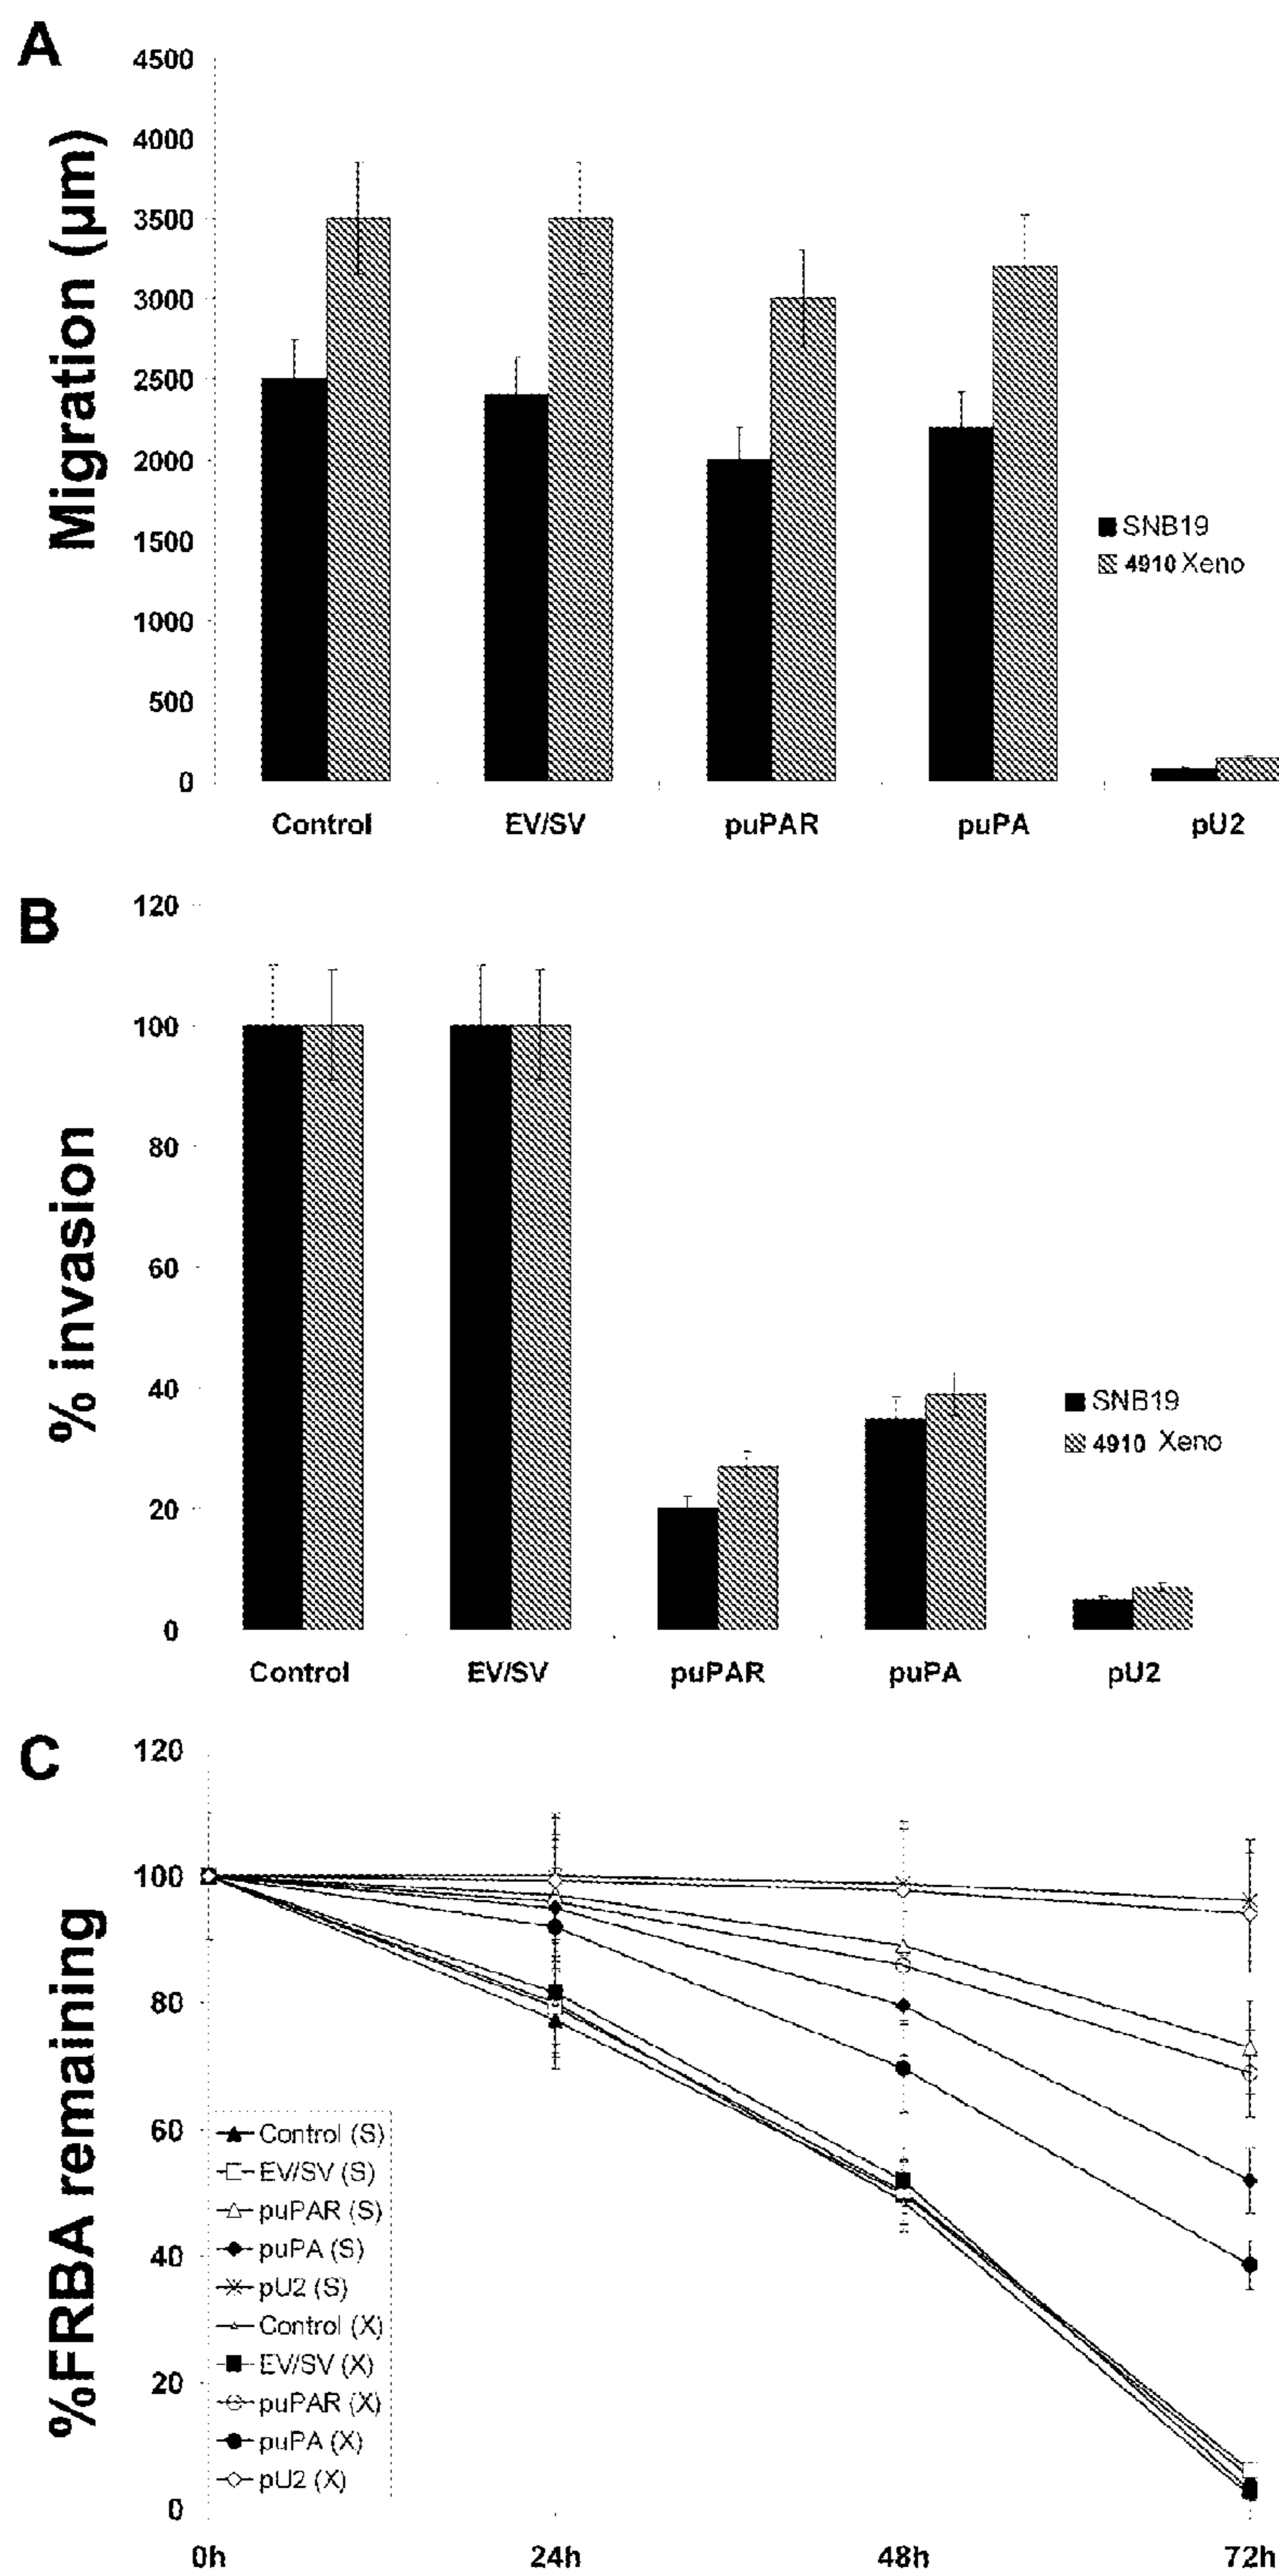 A
Migration (µm)
4500
4000
3500
3000
2500
2000
1500
1000
500
0
SNB19
4910 Xeno
Control EV/SV puPAR puPA pU2
B
% invasion
120
100
80
60
40
20
0
SNB19
4910 Xeno
Control EV/SV puPAR puPA pU2
C
%FRBA remaining
120
100
80
60
40
20
0
Control (S)
EV/SV (S)
puPAR (S)
puPA (S)
pU2 (S)
Control (X)
EV/SV (X)
puPAR (X)
puPA (X)
pU2 (X)
0h 24h 48h 72h